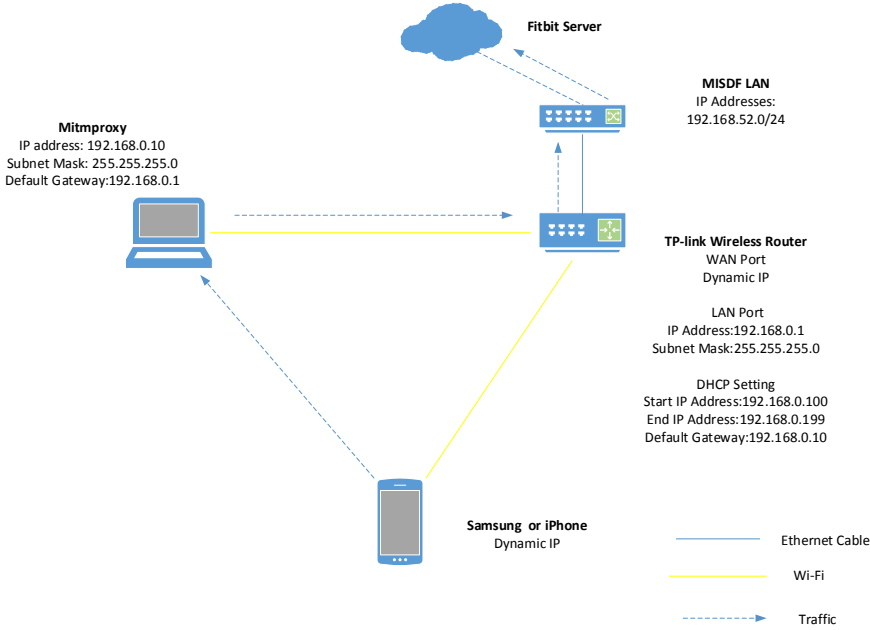 Fitbit Server
MISDF LAN
IP Addresses:
192.168.52.0/24
Mitmproxy
IP address: 192.168.0.10
Subnet Mask: 255.255.255.0
Default Gateway:192.168.0.1
TP-link Wireless Router
WAN Port
Dynamic IP
LAN Port
IP Address:192.168.0.1
Subnet Mask:255.255.255.0
DHCP Setting
Start IP Address:192.168.0.100
End IP Address:192.168.0.199
Default Gateway:192.168.0.10
Samsung or iPhone
Dynamic IP
Ethernet Cable
Wi-Fi
Traffic